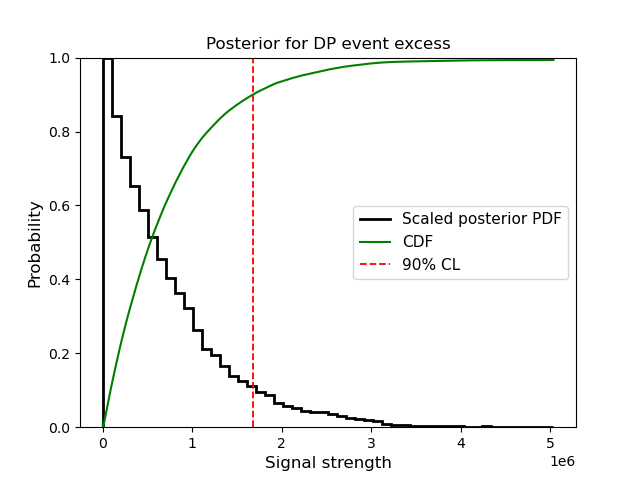 Posterior for DP event excess
Probability
1.0
0.8
0.6
0.4
0.2
0.0
Scaled posterior PDF
CDF
90% CL
0 1 2 3 4 5
1e6
Signal strength